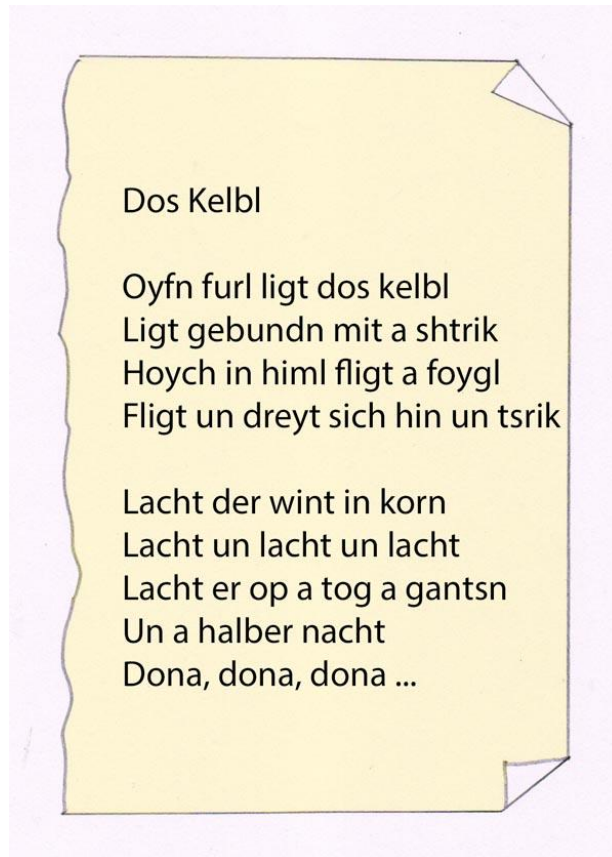 Dos Kelbl
Oyfn furl ligt dos kelbl
Ligt gebundn mit a shtrik
Hoych in himl fligt a foygl
Fligt un dreyt sich hin un tsrik
Lacht der wint in korn
Lacht un lacht un lacht
Lacht er op a tog a gantsn
Un a halber nacht
Dona, dona, dona ...